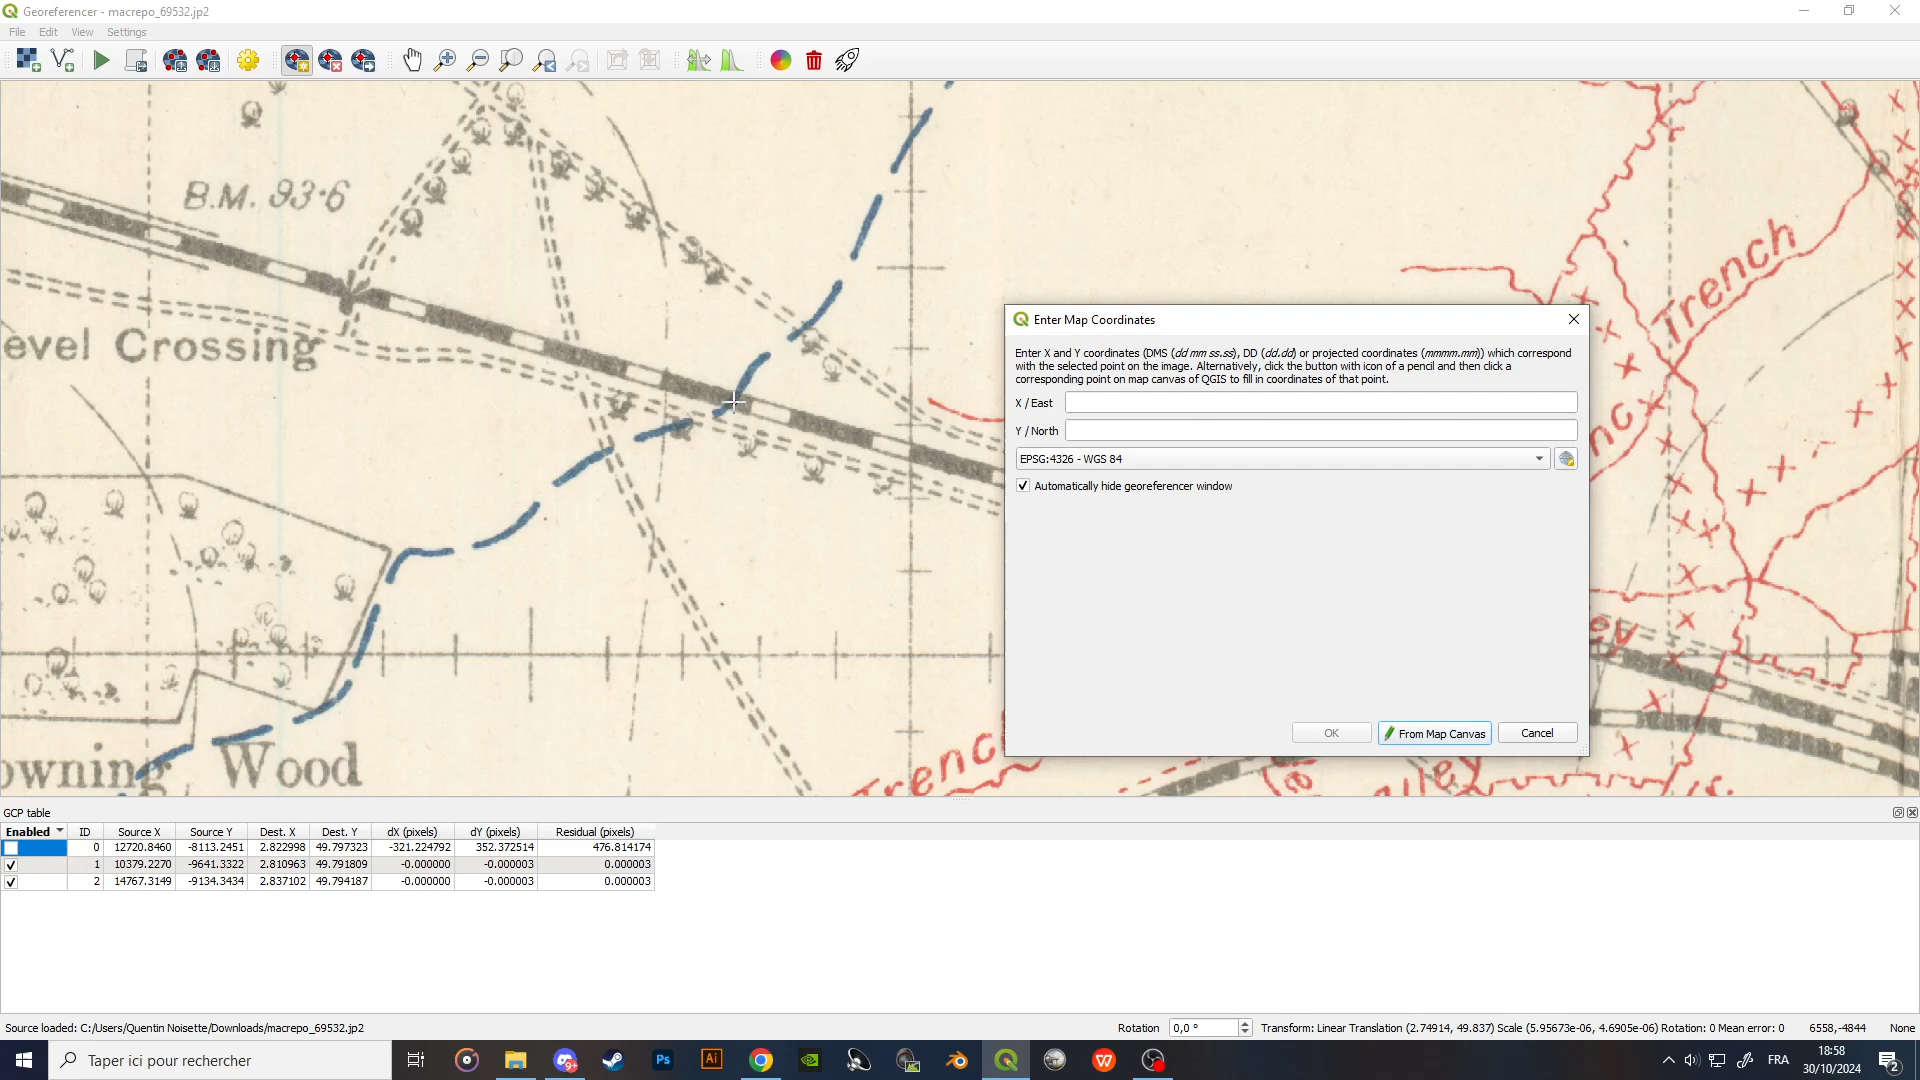 Georeferencer - macrepo_69532.jp2
File Edit View Settings
B.M. 93·6
evel Crossing
Trench
owning Wood
Trench
Enter Map Coordinates
Enter X and Y coordinates (DMS (dd mm ss.ss), DD (dd.dd) or projected coordinates (mmmm.mm)) which correspond
with the selected point on the image. Alternatively, click the button with icon of a pencil and then click a
corresponding point on map canvas of QGIS to fill in coordinates of that point.
X / East
Y / North
EPSG:4326 - WGS 84
Automatically hide georeferencer window
OK From Map Canvas Cancel
GCP table
Enabled ID Source X Source Y Dest. X Dest. Y dX (pixels) dY (pixels) Residual (pixels)
0 12720.8460 -8113.2451 2.822998 49.797323 -321.224792 352.372514 476.814174
1 10379.2270 -9641.3322 2.810963 49.791809 -0.000000 -0.000003 0.000003
2 14767.3149 -9134.3434 2.837102 49.794187 -0.000000 -0.000003 0.000003
Source loaded: C:/Users/Quentin Noisette/Downloads/macrepo_69532.jp2
Rotation 0,0 ° Transform: Linear Translation (2.74914, 49.837) Scale (5.95673e-06, 4.6905e-06) Rotation: 0 Mean error: 0 6558,-4844 None
Taper ici pour rechercher
9+
Ps
Ai
FRA
18:58
30/10/2024
2